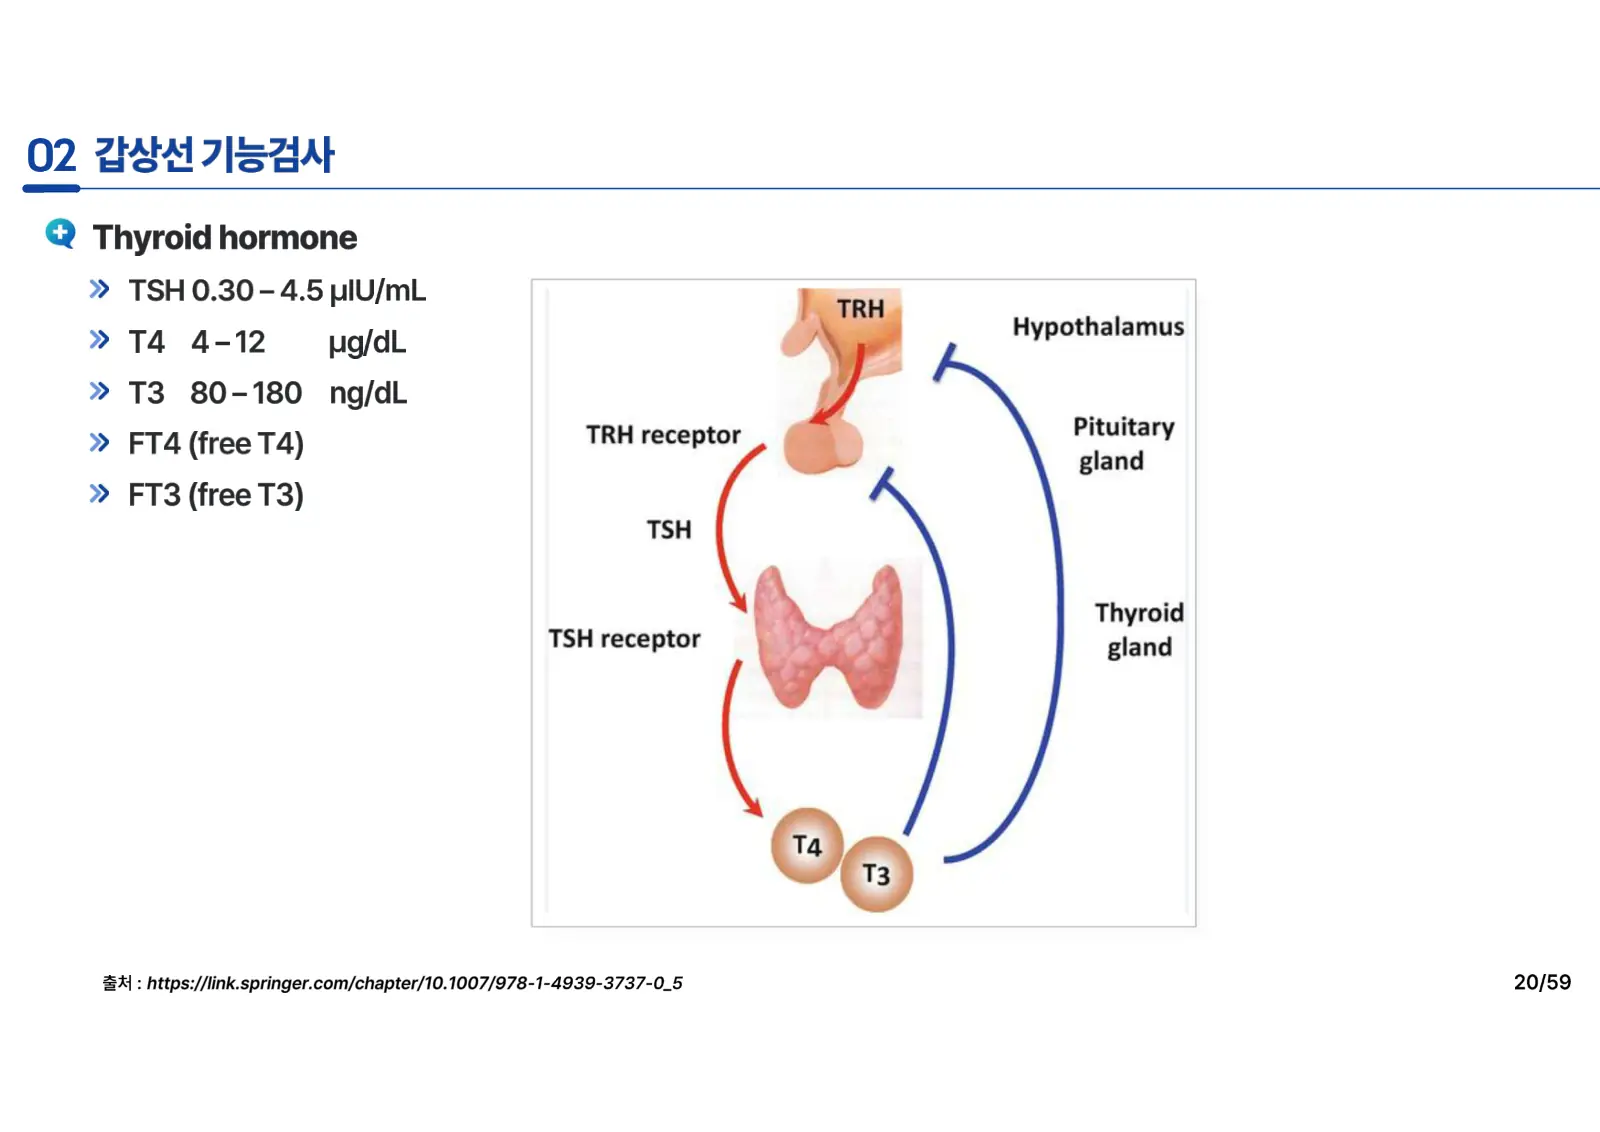 02 갑상선 기능검사
Thyroid hormone
TSH 0.30 – 4.5 µIU/mL
T4 4 – 12 µg/dL
T3 80 – 180 ng/dL
FT4 (free T4)
FT3 (free T3)
TRH
Hypothalamus
TRH receptor
Pituitary
gland
TSH
TSH receptor
Thyroid
gland
T4
T3
출처 : https://link.springer.com/chapter/10.1007/978-1-4939-3737-0_5
20/59